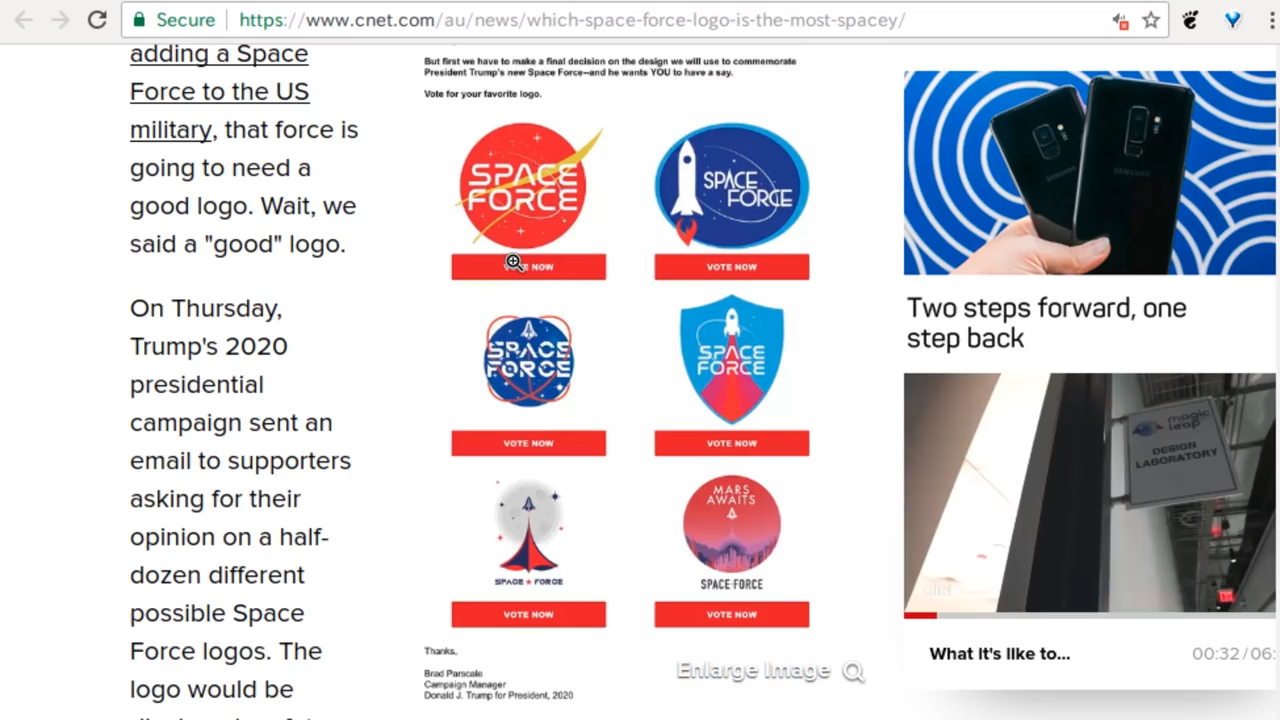 Secure https://www.cnet.com/au/news/which-space-force-logo-is-the-most-spacey/
adding a Space
Force to the US
military, that force is
going to need a
good logo. Wait, we
said a "good" logo.
On Thursday,
Trump's 2020
presidential
campaign sent an
email to supporters
asking for their
opinion on a half-
dozen different
possible Space
Force logos. The
logo would be
But first we have to make a final decision on the design we will use to commemorate
President Trump's new Space Force--and he wants YOU to have a say.
Vote for your favorite logo.
SPACE
FORCE
SPACE
FORCE
VOTE NOW
VOTE NOW
SPACE
FORCE
SPACE
FORCE
VOTE NOW
VOTE NOW
SPACE FORCE
MARS
AWAITS
SPACE·FORCE
VOTE NOW
VOTE NOW
Thanks,
Brad Parscale
Campaign Manager
Donald J. Trump for President, 2020
Enlarge Image
SAMSUNG
Two steps forward, one
step back
magic
leap
DESIGN
LABORATORY
What it's like to...
00:32/06: